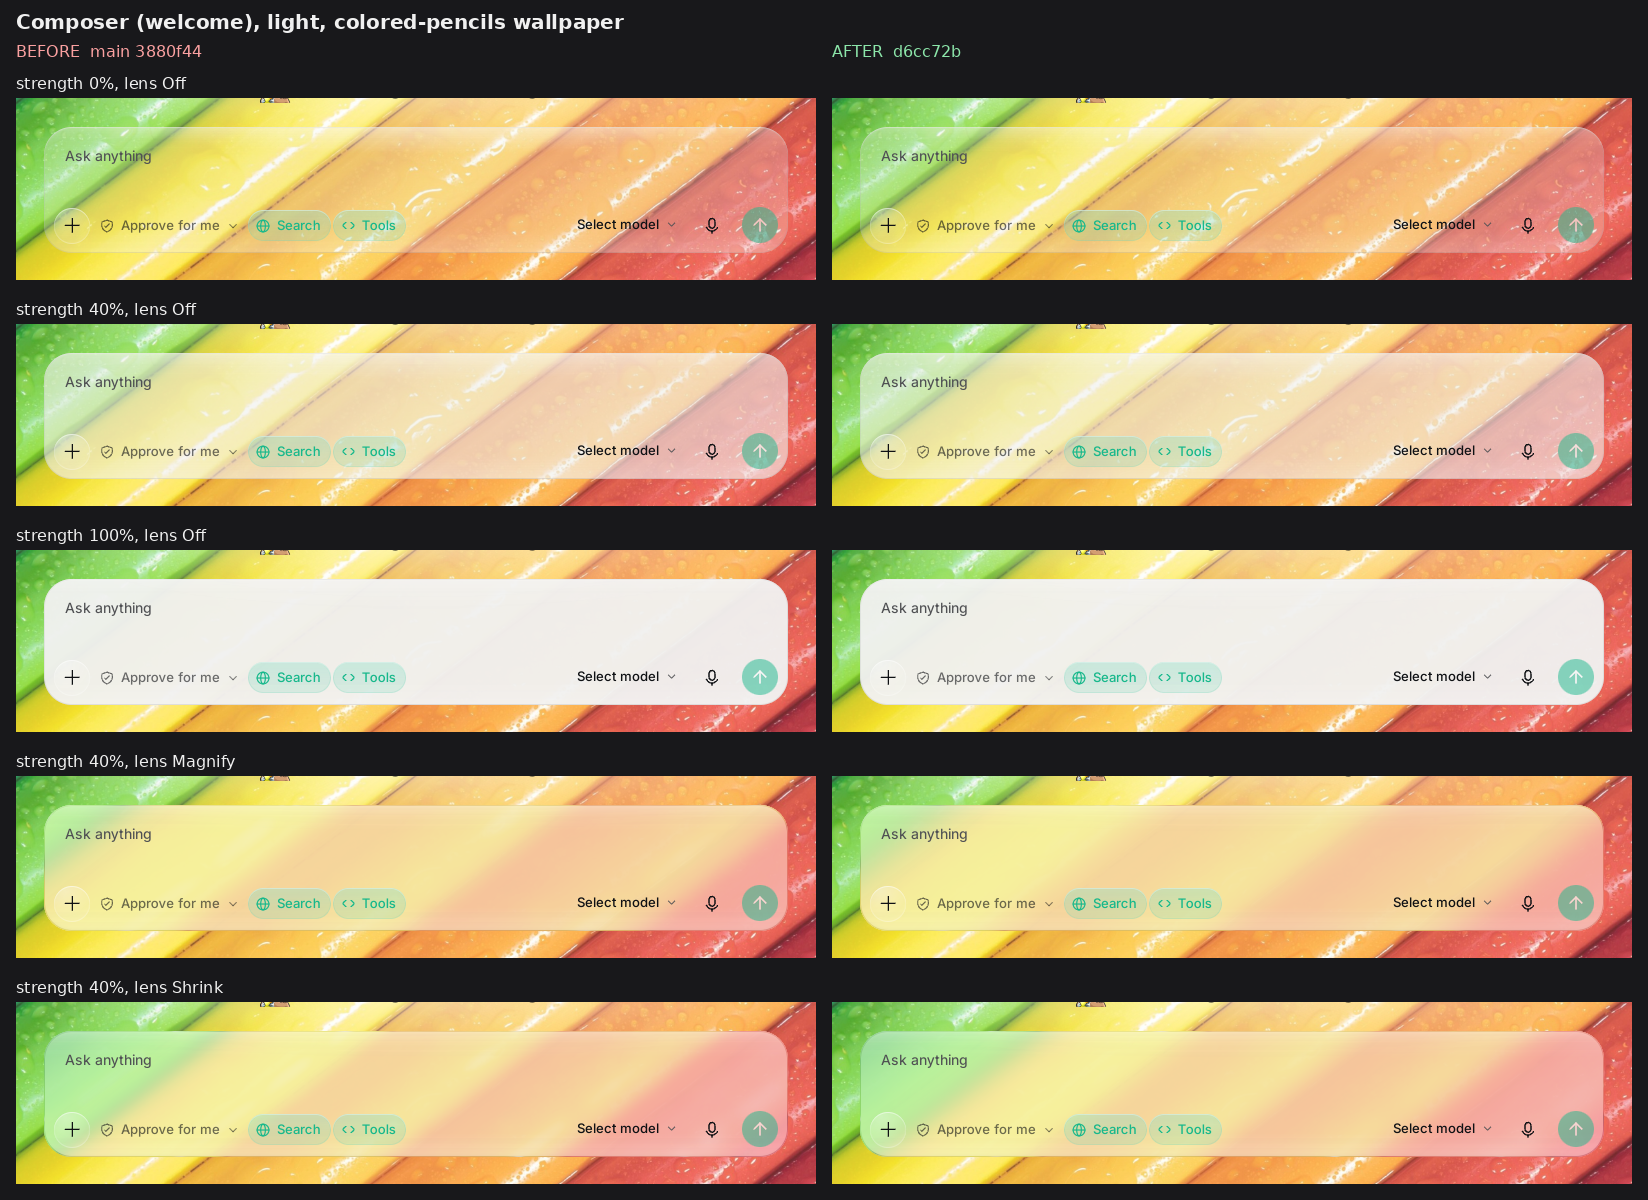 Composer (welcome), light, colored-pencils wallpaper
BEFORE main 3880f44
AFTER d6cc72b
strength 0%, lens Off
Ask anything
Approve for me Search Tools Select model
Ask anything
Approve for me Search Tools Select model
strength 40%, lens Off
Ask anything
Approve for me Search Tools Select model
Ask anything
Approve for me Search Tools Select model
strength 100%, lens Off
Ask anything
Approve for me Search Tools Select model
Ask anything
Approve for me Search Tools Select model
strength 40%, lens Magnify
Ask anything
Approve for me Search Tools Select model
Ask anything
Approve for me Search Tools Select model
strength 40%, lens Shrink
Ask anything
Approve for me Search Tools Select model
Ask anything
Approve for me Search Tools Select model